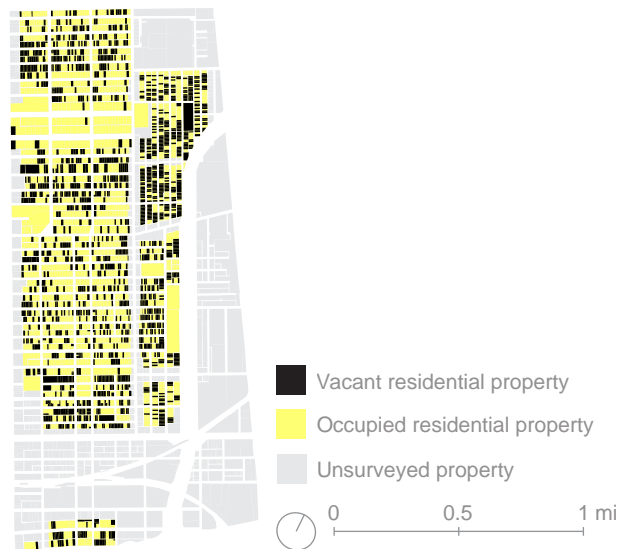 Vacant residential property
Occupied residential property
Unsurveyed property
0 0.5 1 mi